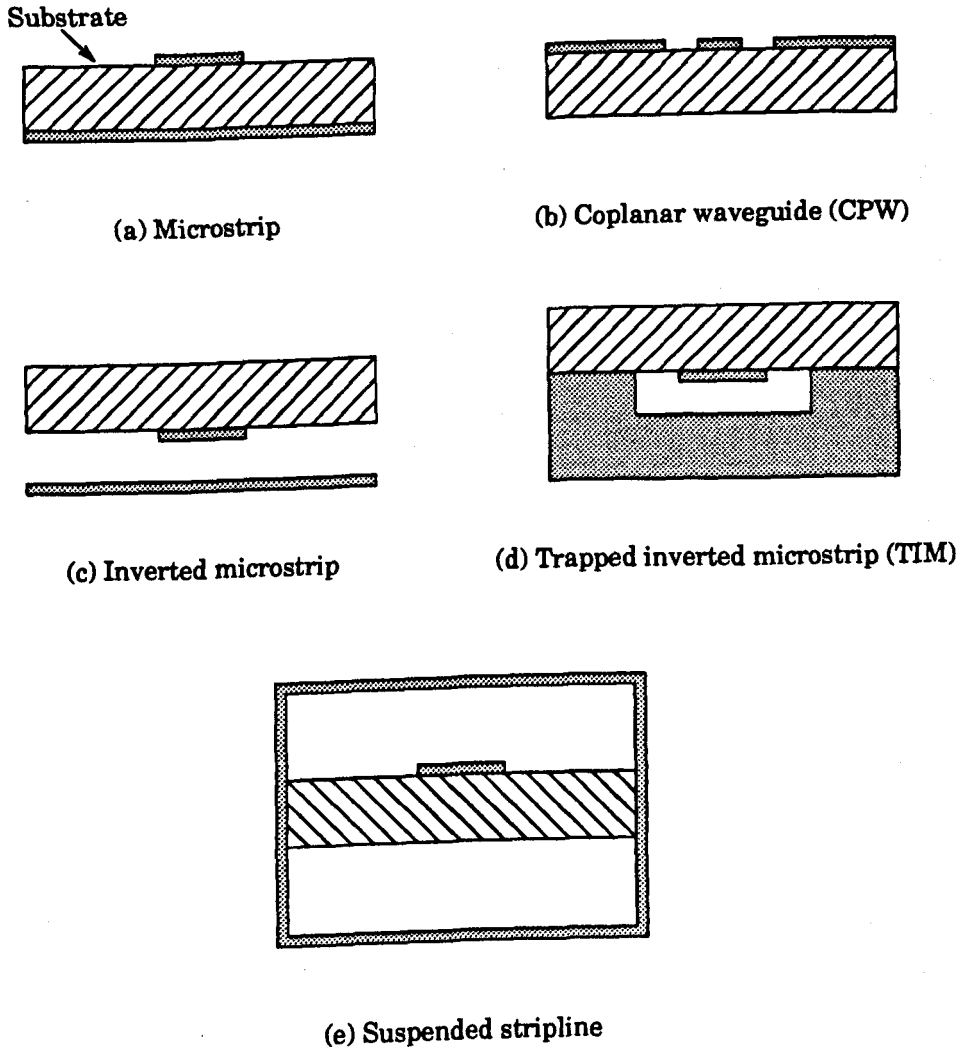 Substrate
(a) Microstrip
(b) Coplanar waveguide (CPW)
(c) Inverted microstrip
(d) Trapped inverted microstrip (TIM)
(e) Suspended stripline